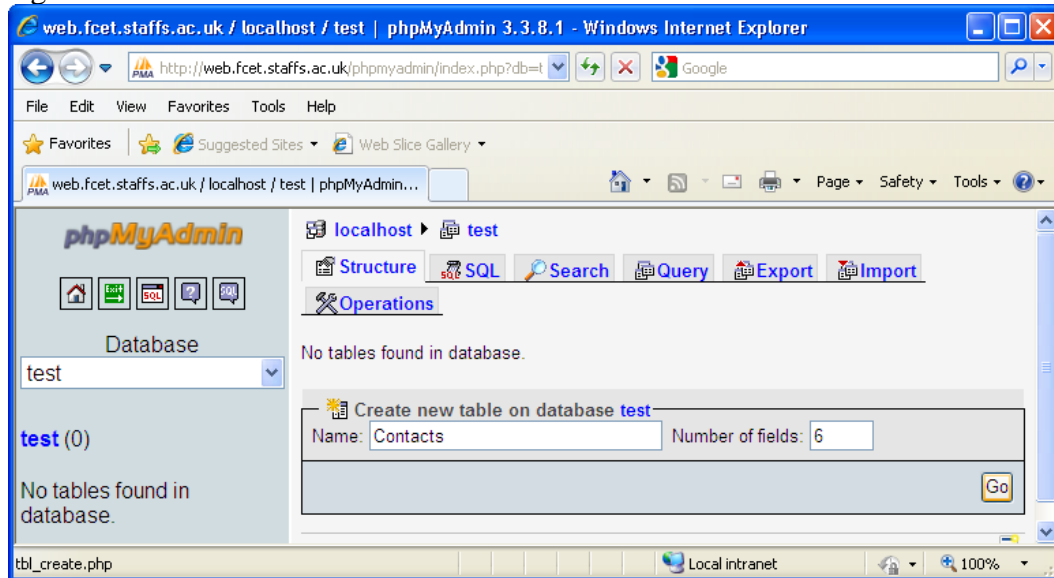 web.fcet.staffs.ac.uk / localhost / test | phpMyAdmin 3.3.8.1 - Windows Internet Explorer
http://web.fcet.staffs.ac.uk/phpmyadmin/index.php?db=t
Google
File Edit View Favorites Tools Help
Favorites Suggested Sites Web Slice Gallery
web.fcet.staffs.ac.uk / localhost / test | phpMyAdmin... Page Safety Tools
phpMyAdmin
Database
test
test (0)
No tables found in
database.
localhost test
Structure SQL Search Query Export Import
Operations
No tables found in database.
Create new table on database test
Name: Contacts Number of fields: 6
Go
tbl_create.php Local intranet 100%